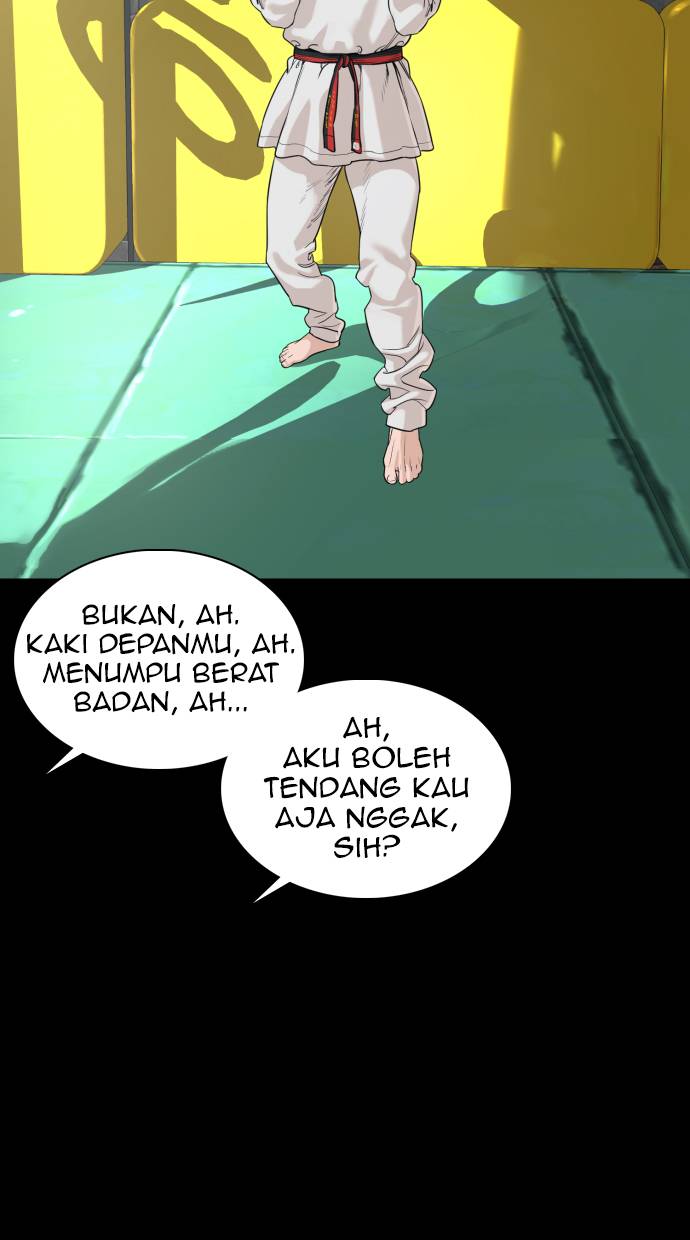 BUKAN, AH.
KAKI DEPANMU, AH.
MENUMPU BERAT
BADAN, AH...
AH,
AKU BOLEH
TENDANG KAU
AJA NGGAK,
SIH?